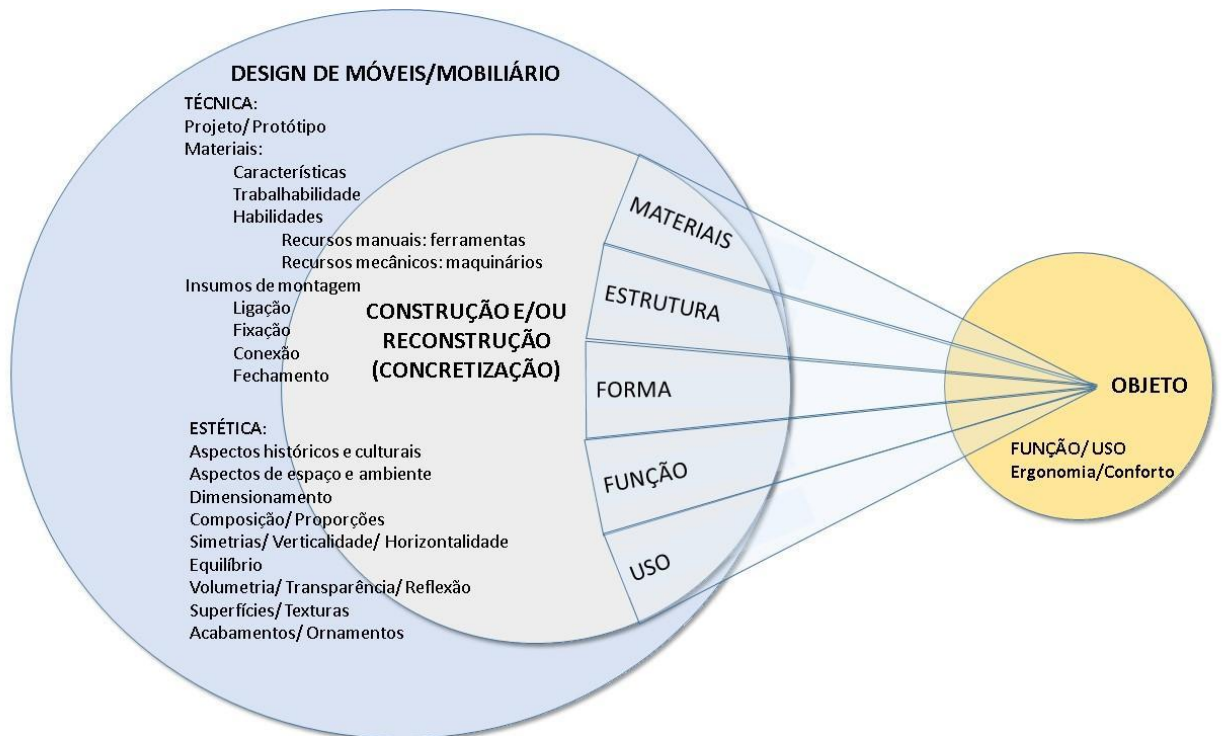 DESIGN DE MÓVEIS/MOBILIÁRIO
TÉCNICA:
Projeto/ Protótipo
Materiais:
Características
Trabalhabilidade
Habilidades
Recursos manuais: ferramentas
Recursos mecânicos: maquinários
Insumos de montagem
Ligação
Fixação
Conexão
Fechamento
ESTÉTICA:
Aspectos históricos e culturais
Aspectos de espaço e ambiente
Dimensionamento
Composição/ Proporções
Simetrias/ Verticalidade/ Horizontalidade
Equilíbrio
Volumetria/ Transparência/ Reflexão
Superfícies/ Texturas
Acabamentos/ Ornamentos
CONSTRUÇÃO E/OU
RECONSTRUÇÃO
(CONCRETIZAÇÃO)
MATERIAIS
ESTRUTURA
FORMA
FUNÇÃO
USO
OBJETO
FUNÇÃO/ USO
Ergonomia/Conforto